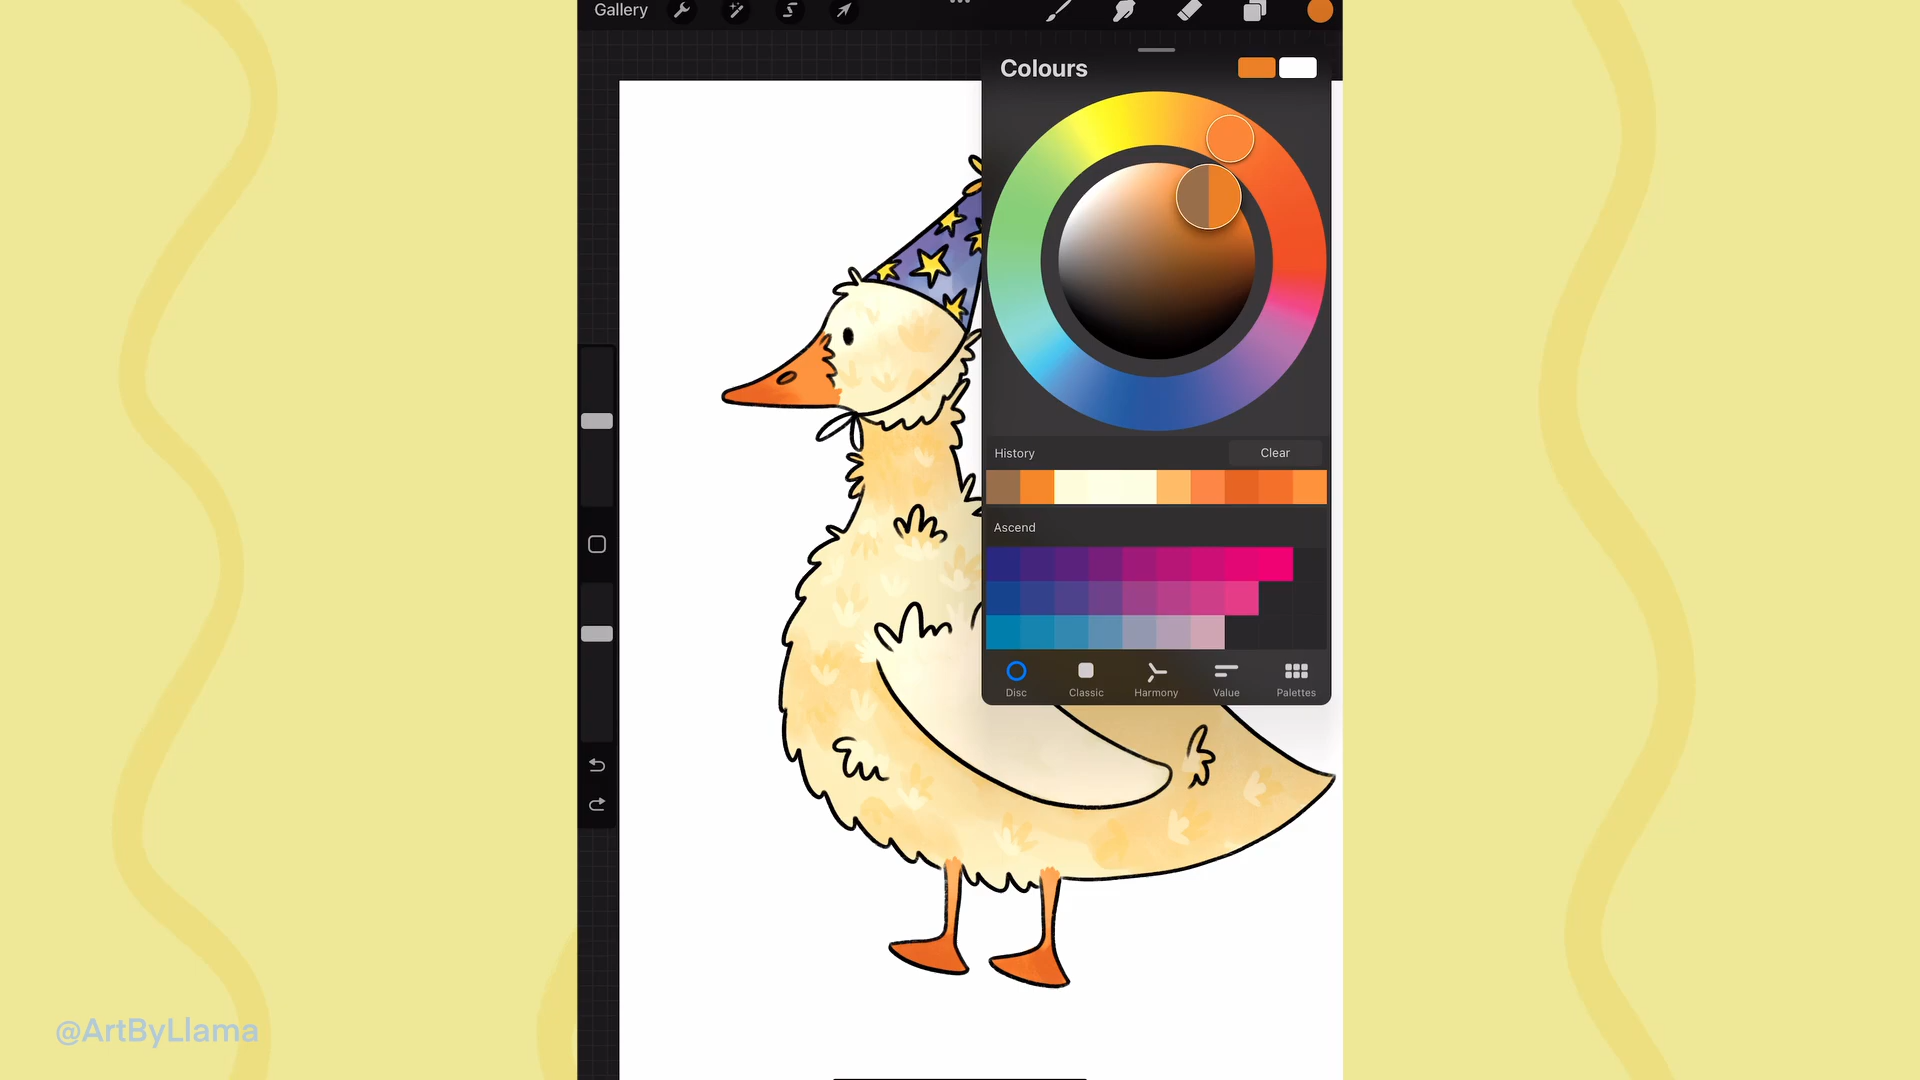 Gallery
Colours
History
Clear
Ascend
Disc
Classic
Harmony
Value
Palettes
@ArtByLlama